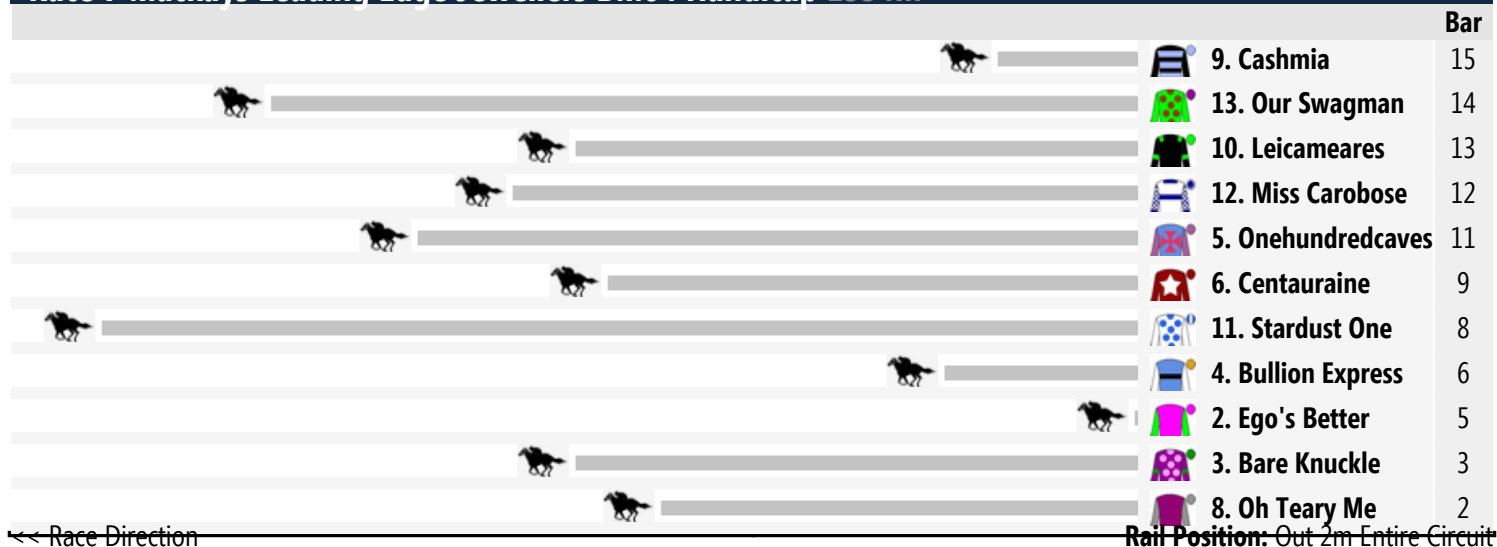 Bar
9. Cashmia 15
13. Our Swagman 14
10. Leicameares 13
12. Miss Carobose 12
5. Onehundredcaves 11
6. Centauraine 9
11. Stardust One 8
4. Bullion Express 6
2. Ego's Better 5
3. Bare Knuckle 3
8. Oh Teary Me 2
<< Race Direction
Rail Position: Out 2m Entire Circuit